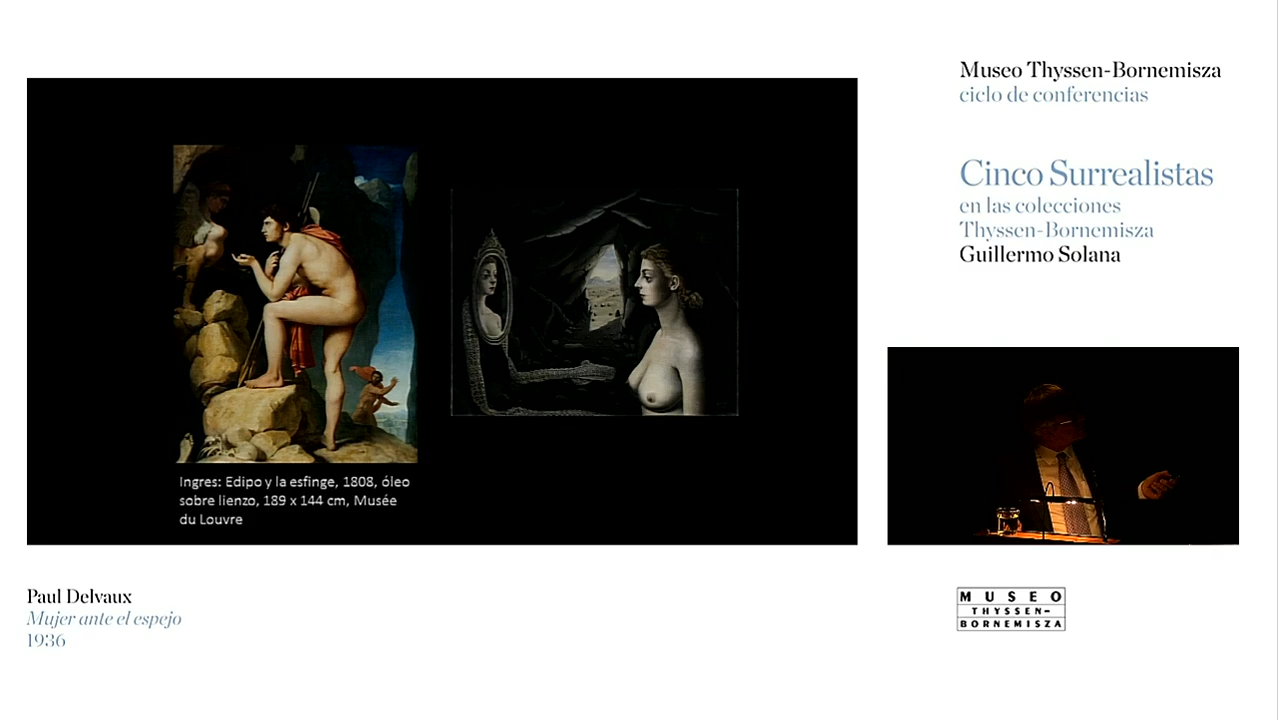 Museo Thyssen-Bornemisza
ciclo de conferencias
Cinco Surrealistas
en las colecciones
Thyssen-Bornemisza
Guillermo Solana
Ingres: Edipo y la esfinge, 1808, óleo
sobre lienzo, 189 x 144 cm, Musée
du Louvre
Paul Delvaux
Mujer ante el espejo
1936
MUSEO
THYSSEN-
BORNEMISZA